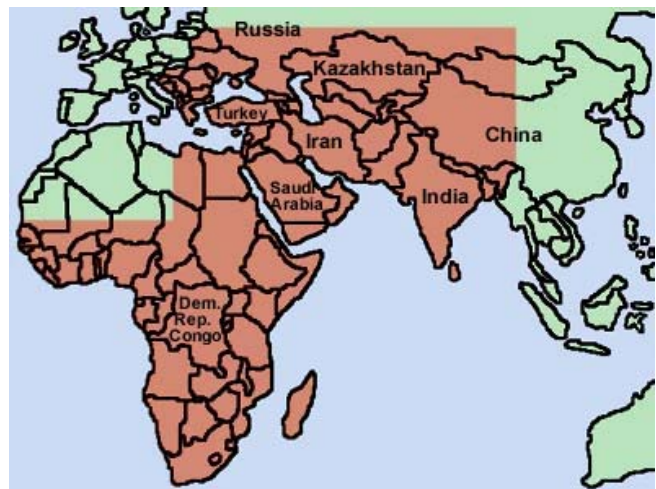 Russia
Kazakhstan
Turkey
China
Iran
Saudi
Arabia
India
Dem.
Rep.
Congo